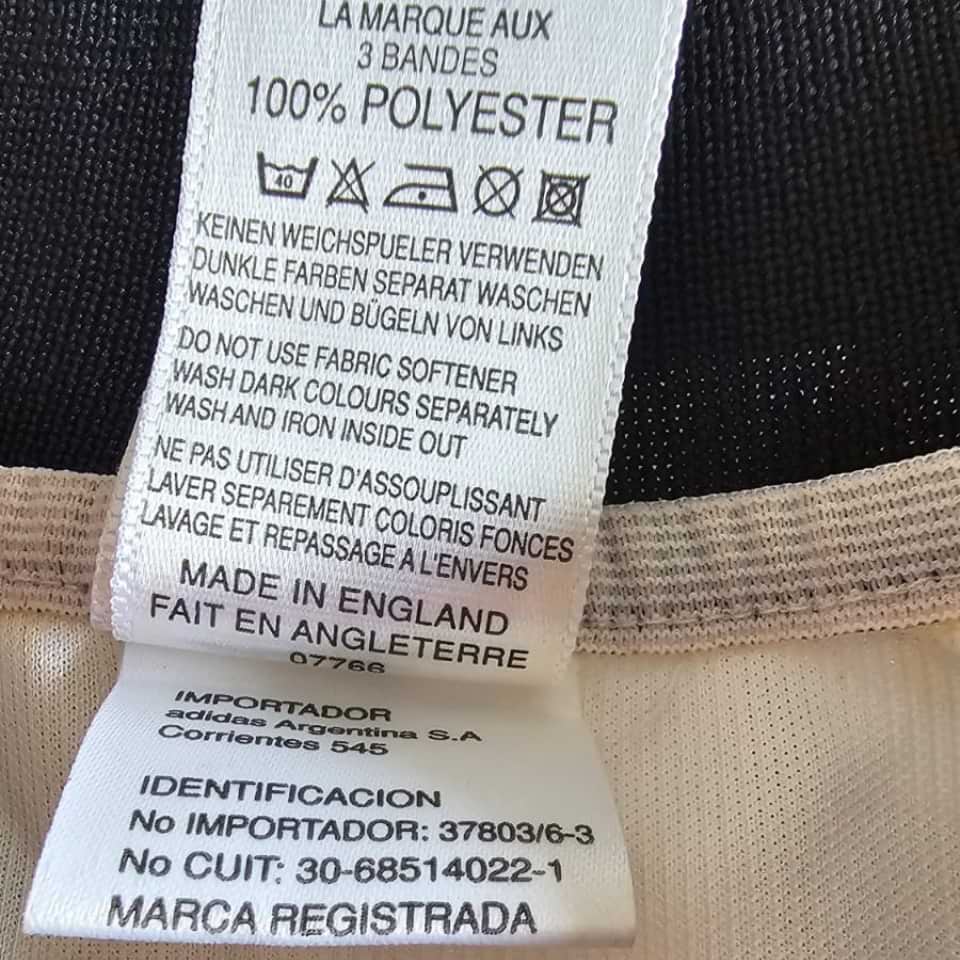 LA MARQUE AUX
3 BANDES
100% POLYESTER
40
KEINEN WEICHSPUELER VERWENDEN
DUNKLE FARBEN SEPARAT WASCHEN
WASCHEN UND BÜGELN VON LINKS
DO NOT USE FABRIC SOFTENER
WASH DARK COLOURS SEPARATELY
WASH AND IRON INSIDE OUT
NE PAS UTILISER D'ASSOUPLISSANT
LAVER SEPAREMENT COLORIS FONCES
LAVAGE ET REPASSAGE A L'ENVERS
MADE IN ENGLAND
FAIT EN ANGLETERRE
07766
IMPORTADOR
adidas Argentina S.A
Corrientes 545
IDENTIFICACION
No IMPORTADOR: 37803/6-3
No CUIT: 30-68514022-1
MARCA REGISTRADA